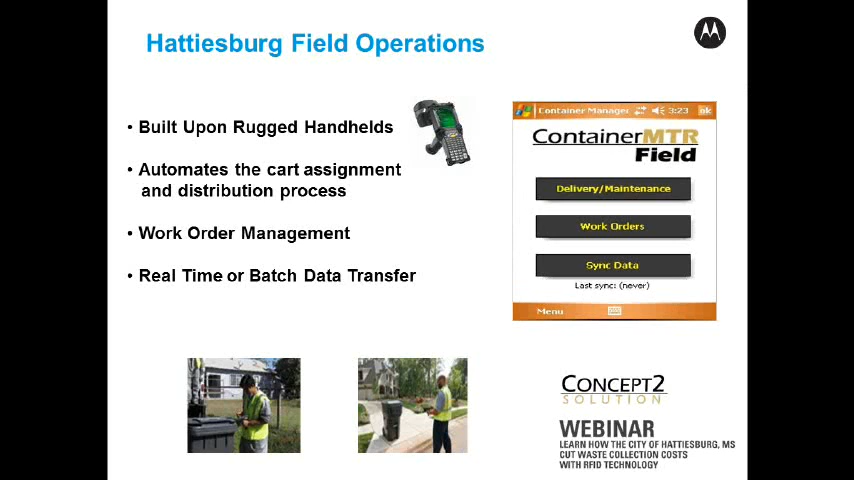 Hattiesburg Field Operations
• Built Upon Rugged Handhelds
• Automates the cart assignment
and distribution process
• Work Order Management
• Real Time or Batch Data Transfer
Container Manager 3:23 ok
ContainerMTR
Field
Delivery/Maintenance
Work Orders
Sync Data
Last sync: (never)
Menu
CONCEPT2
SOLUTION
WEBINAR
LEARN HOW THE CITY OF HATTIESBURG, MS
CUT WASTE COLLECTION COSTS
WITH RFID TECHNOLOGY